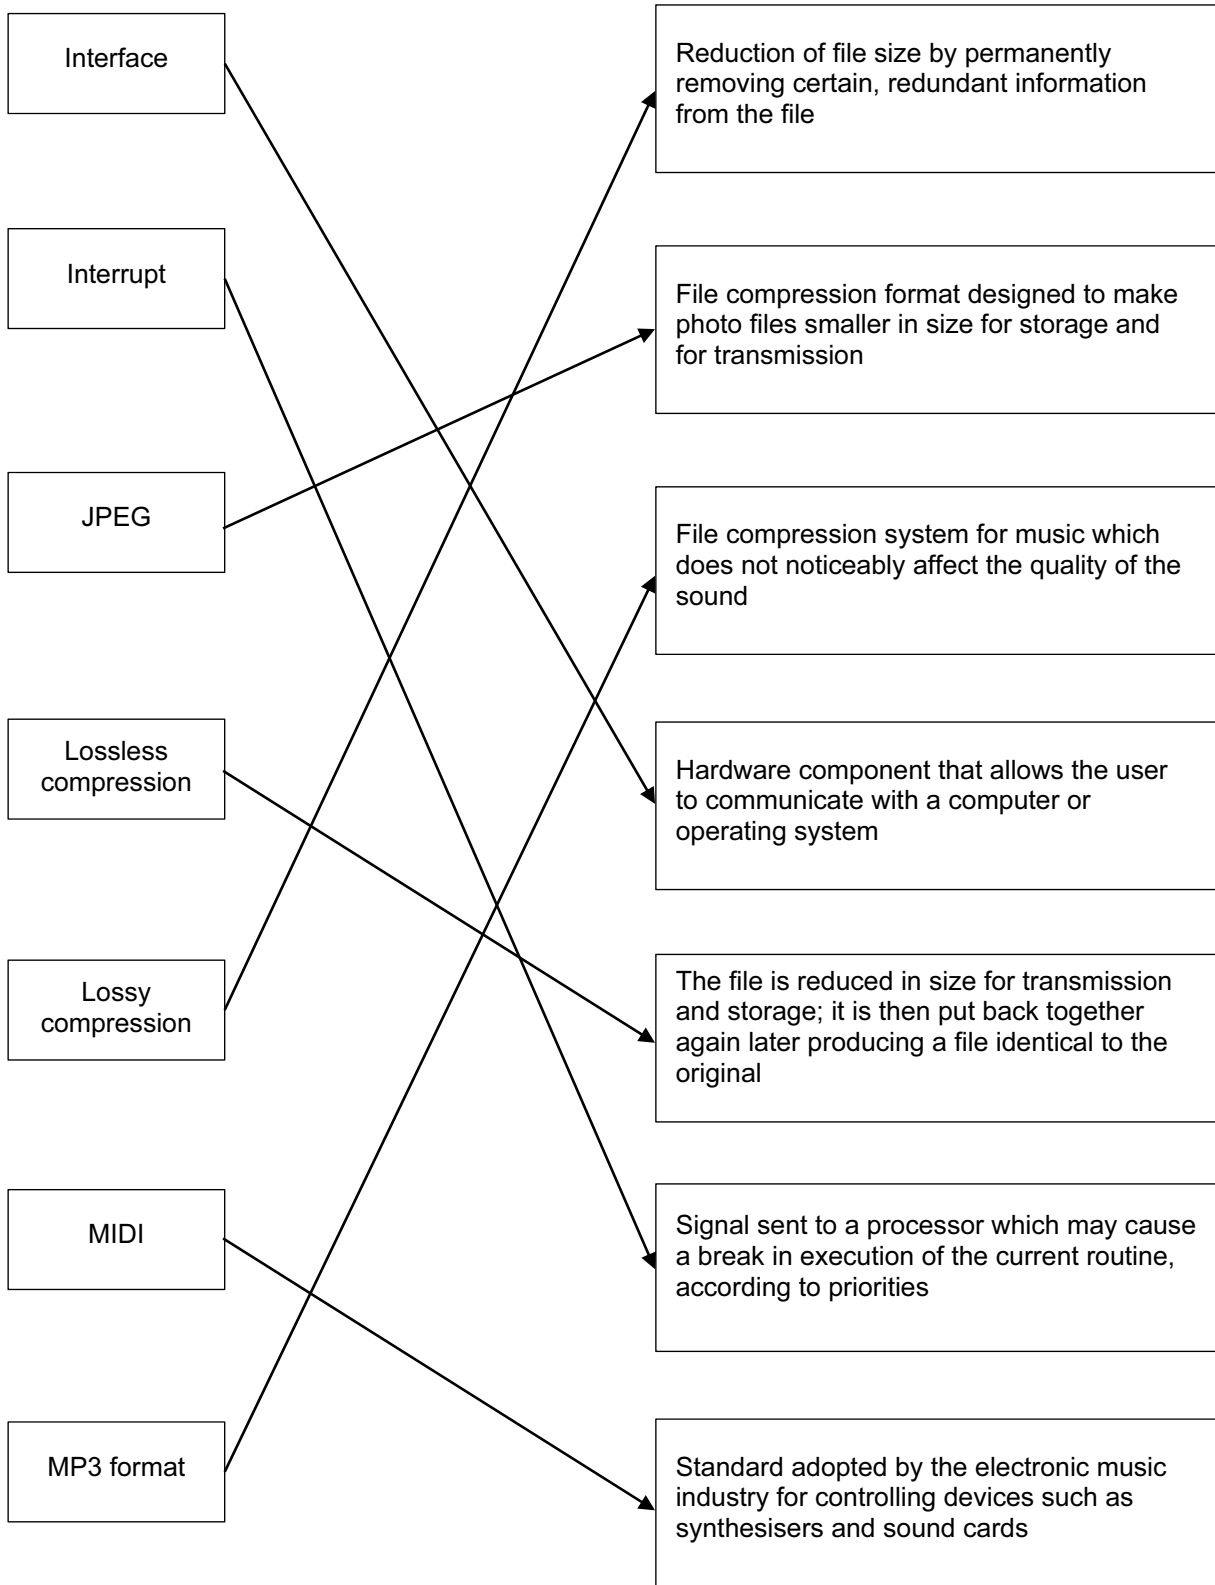 Interface
Reduction of file size by permanently
removing certain, redundant information
from the file
Interrupt
File compression format designed to make
photo files smaller in size for storage and
for transmission
JPEG
File compression system for music which
does not noticeably affect the quality of the
sound
Lossless
compression
Hardware component that allows the user
to communicate with a computer or
operating system
Lossy
compression
The file is reduced in size for transmission
and storage; it is then put back together
again later producing a file identical to the
original
MIDI
Signal sent to a processor which may cause
a break in execution of the current routine,
according to priorities
MP3 format
Standard adopted by the electronic music
industry for controlling devices such as
synthesisers and sound cards